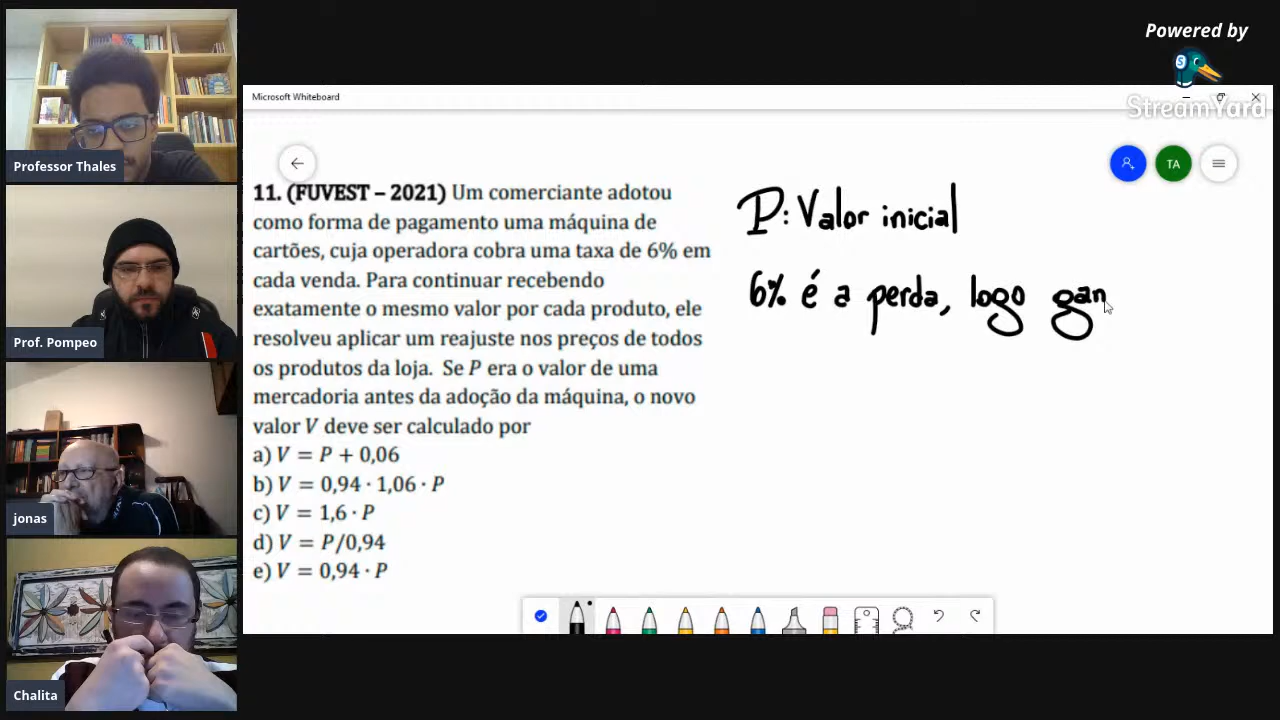 Powered by
StreamYard
Microsoft Whiteboard
TA
11. (FUVEST – 2021) Um comerciante adotou
como forma de pagamento uma máquina de
cartões, cuja operadora cobra uma taxa de 6% em
cada venda. Para continuar recebendo
exatamente o mesmo valor por cada produto, ele
resolveu aplicar um reajuste nos preços de todos
os produtos da loja. Se P era o valor de uma
mercadoria antes da adoção da máquina, o novo
valor V deve ser calculado por
a) V = P + 0,06
b) V = 0,94 · 1,06 · P
c) V = 1,6 · P
d) V = P/0,94
e) V = 0,94 · P
P: Valor inicial
6% é a perda, logo gan
Professor Thales
Prof. Pompeo
jonas
Chalita